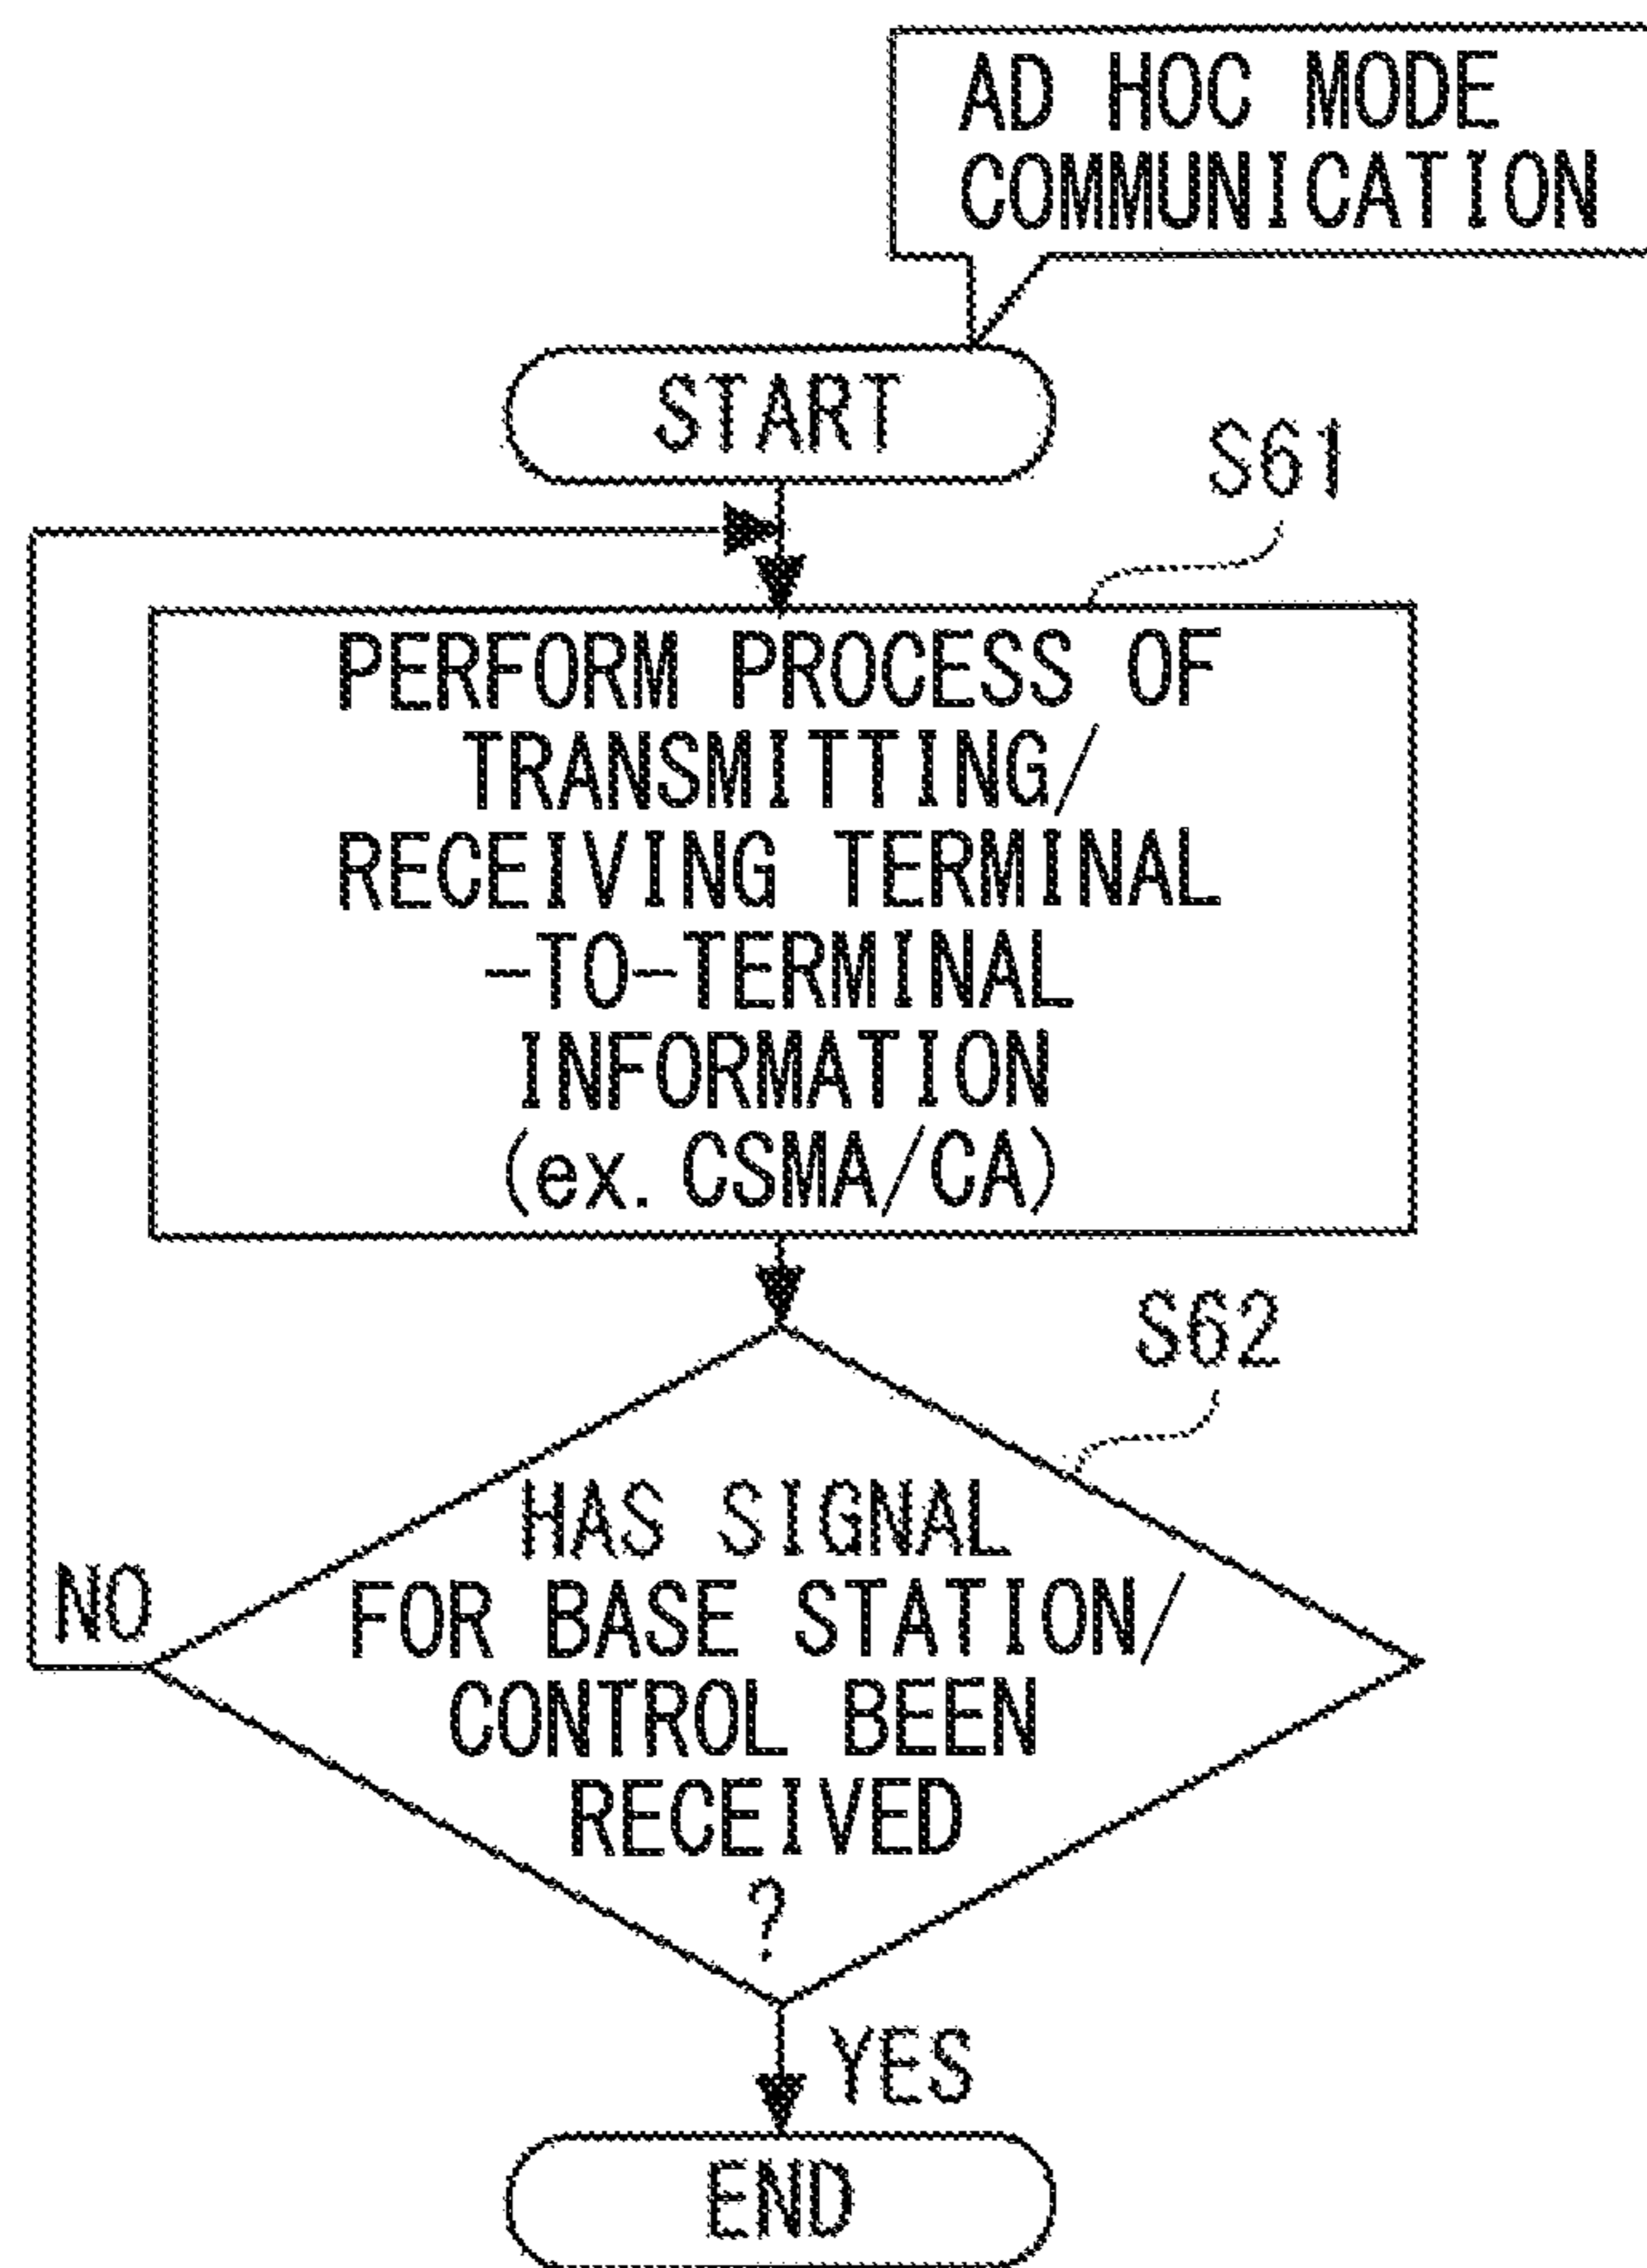 AD HOC MODE
COMMUNICATION
START
S61
PERFORM PROCESS OF
TRANSMITTING/
RECEIVING TERMINAL
-TO-TERMINAL
INFORMATION
(ex. CSMA/CA)
S62
HAS SIGNAL
FOR BASE STATION/
CONTROL BEEN
RECEIVED
?
NO
YES
END